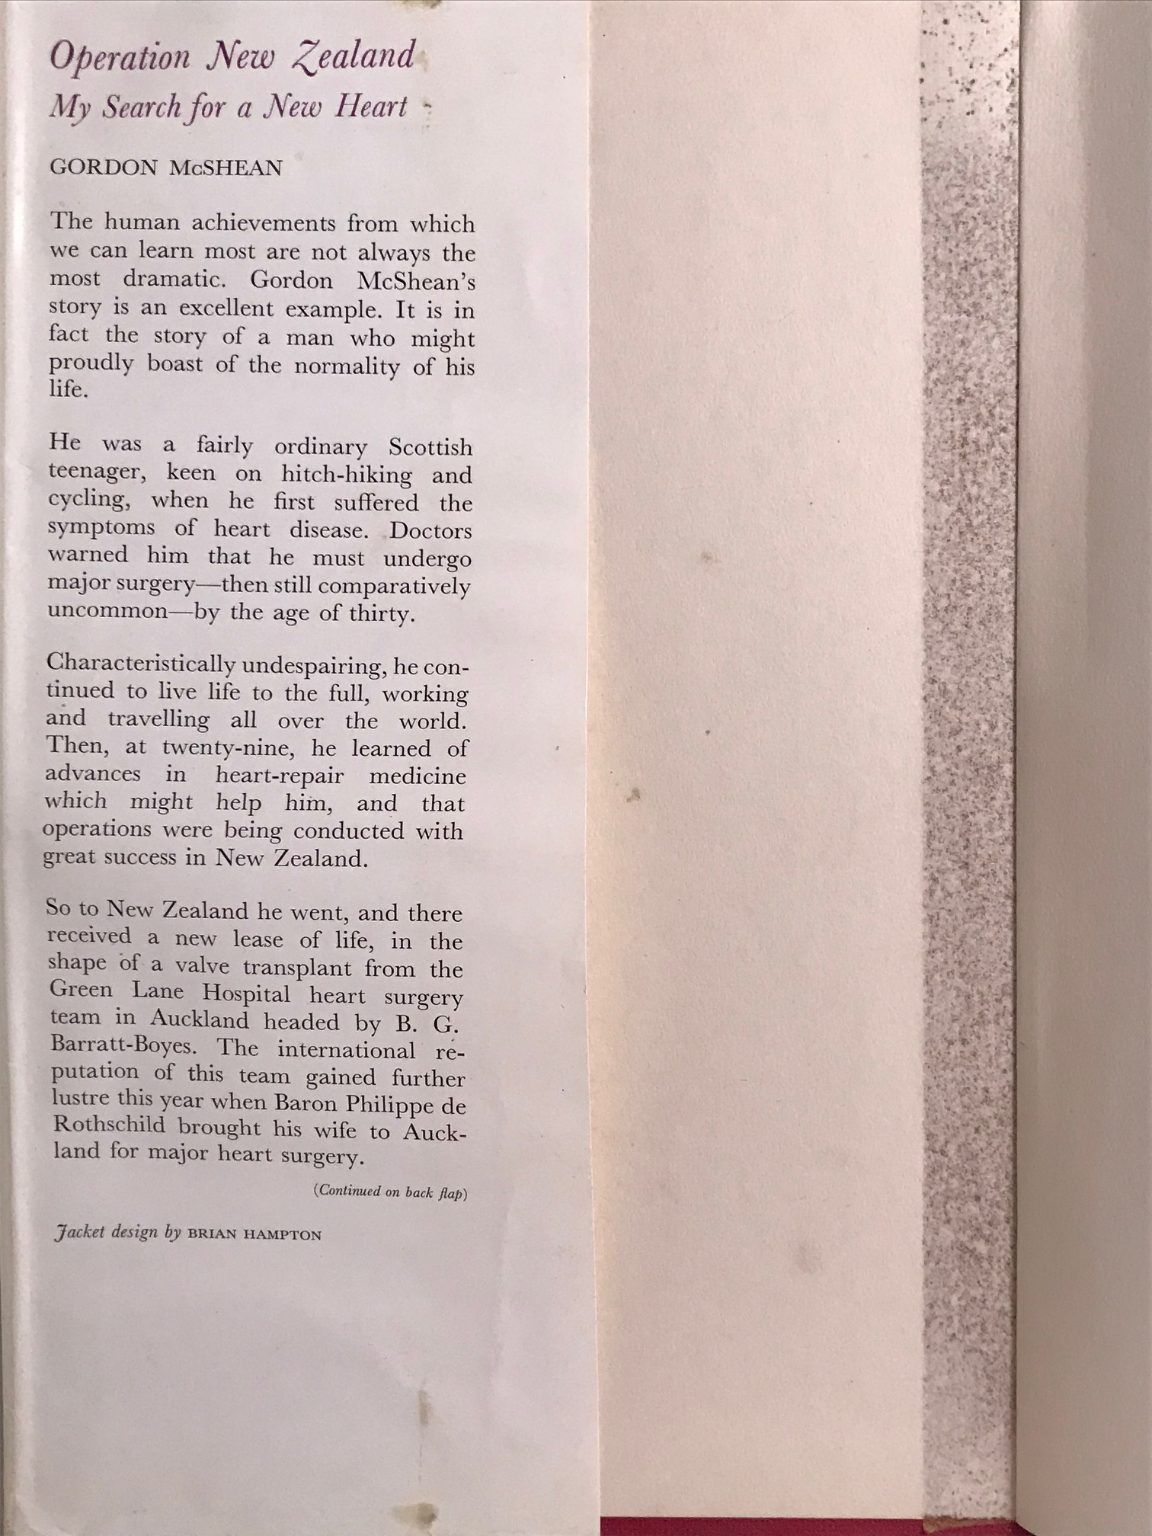 Operation New Zealand
My Search for a New Heart
GORDON McSHEAN
The human achievements from which
we can learn most are not always the
most dramatic. Gordon McShean's
story is an excellent example. It is in
fact the story of a man who might
proudly boast of the normality of his
life.
He was a fairly ordinary Scottish
teenager, keen on hitch-hiking and
cycling, when he first suffered the
symptoms of heart disease. Doctors
warned him that he must undergo
major surgery—then still comparatively
uncommon—by the age of thirty.
Characteristically undespairing, he con-
tinued to live life to the full, working
and travelling all over the world.
Then, at twenty-nine, he learned of
advances in heart-repair medicine
which might help him, and that
operations were being conducted with
great success in New Zealand.
So to New Zealand he went, and there
received a new lease of life, in the
shape of a valve transplant from the
Green Lane Hospital heart surgery
team in Auckland headed by B. G.
Barratt-Boyes. The international re-
putation of this team gained further
lustre this year when Baron Philippe de
Rothschild brought his wife to Auck-
land for major heart surgery.
(Continued on back flap)
Jacket design by BRIAN HAMPTON